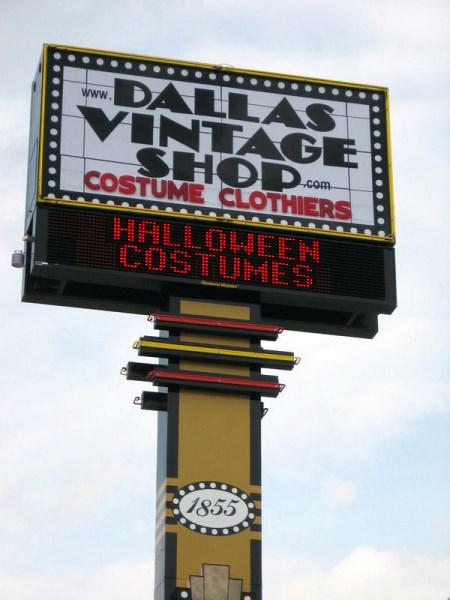 www.DALLAS
VINTAGE
SHOP.com
COSTUME CLOTHIERS
HALLOWEEN
COSTUMES
1855